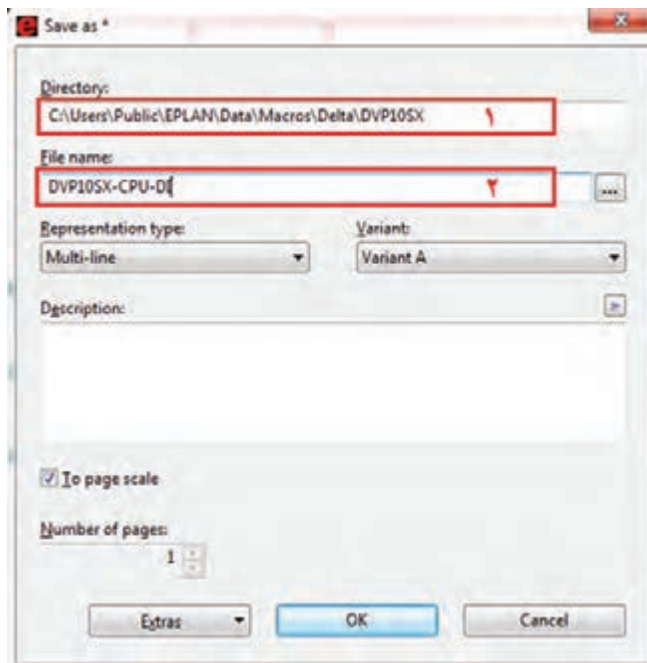 Save as *
Directory:
C:\Users\Public\EPLAN\Data\Macros\Delta\DVP10SX ۱
File name:
DVP10SX-CPU-DI ۲
...
Representation type: Variant:
Multi-line Variant A
Description:
To page scale
Number of pages:
1
Extras OK Cancel